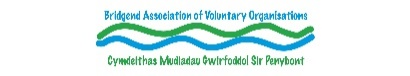 Bridgend Association of Voluntary Organisations
Cymdeithas Mudiadau Gwirfoddol Sir Penybont